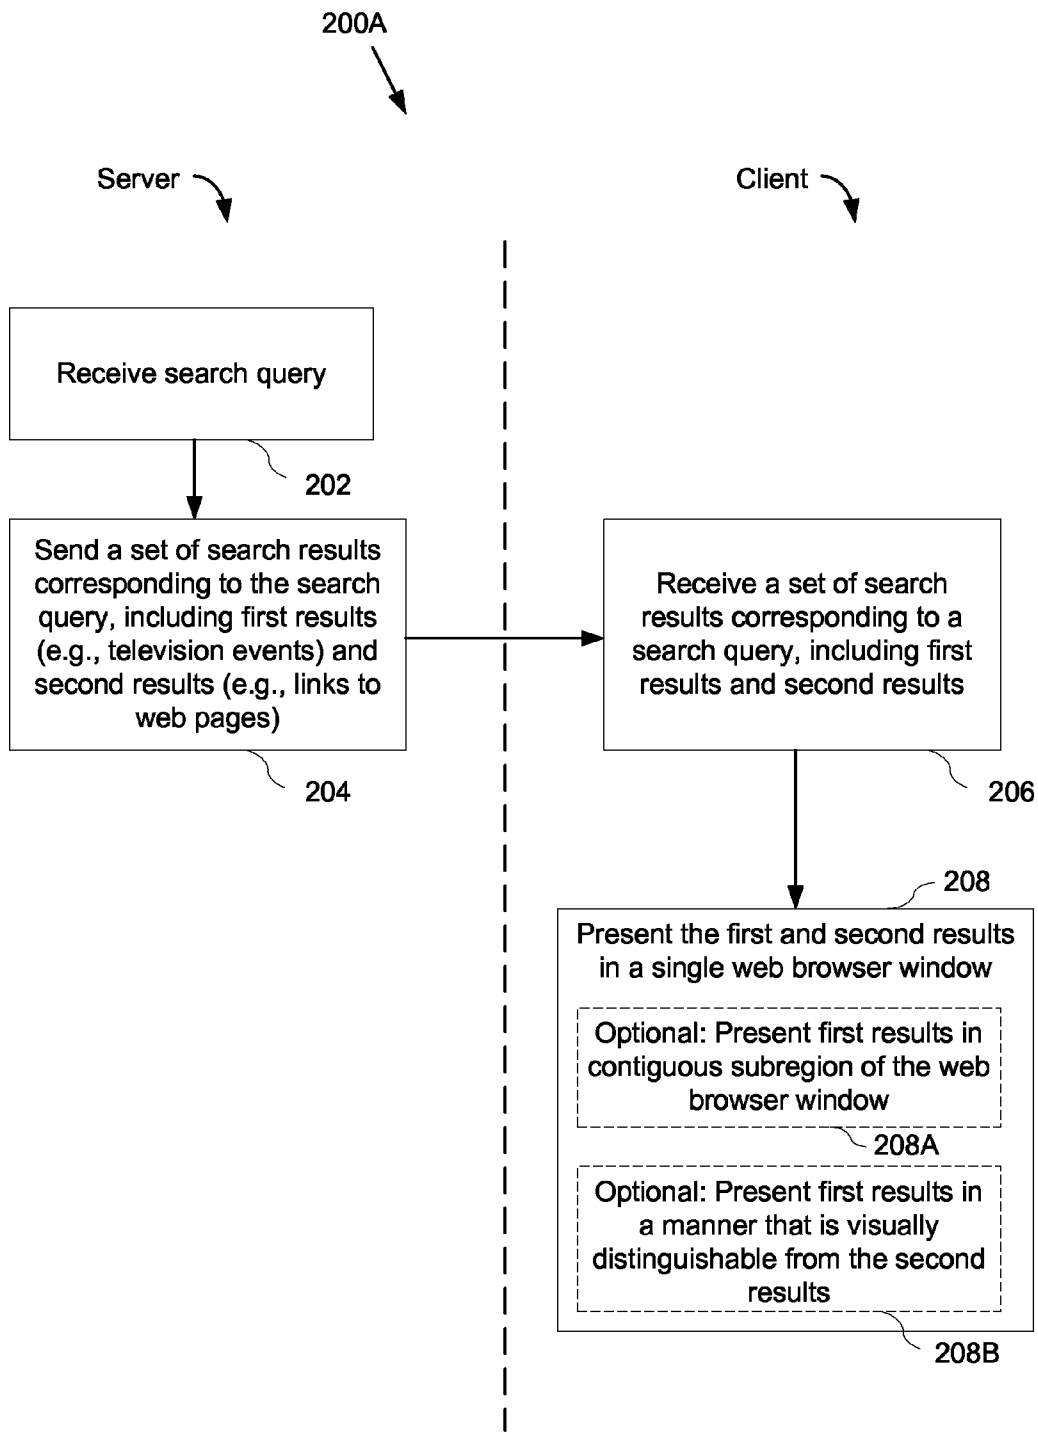 200A
Server
Client
Receive search query
202
Send a set of search results
corresponding to the search
query, including first results
(e.g., television events) and
second results (e.g., links to
web pages)
204
Receive a set of search
results corresponding to a
search query, including first
results and second results
206
208
Present the first and second results
in a single web browser window
Optional: Present first results in
contiguous subregion of the web
browser window
208A
Optional: Present first results in
a manner that is visually
distinguishable from the second
results
208B